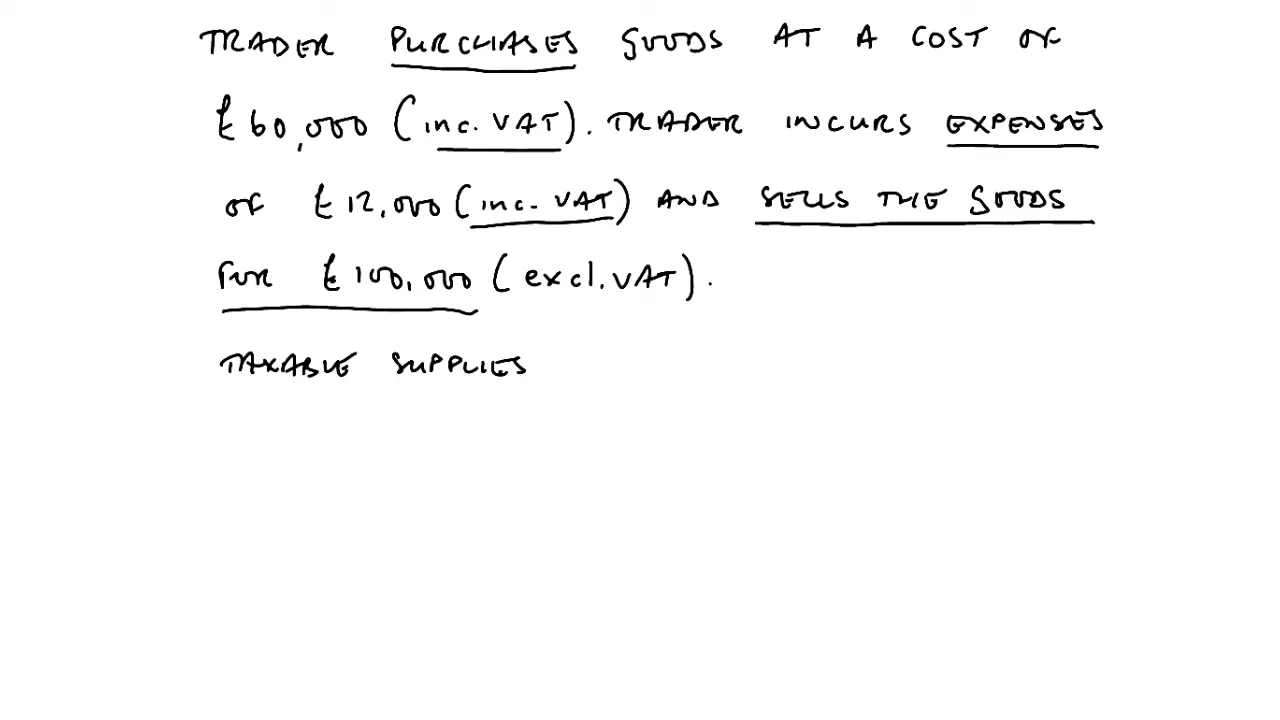 TRADER PURCHASES GOODS AT A COST OF
£60,000 (inc. VAT). TRADER INCURS EXPENSES
OF £12,000 (inc. VAT) AND SELLS THE GOODS
FOR £100,000 (excl. VAT).
TAXABLE SUPPLIES